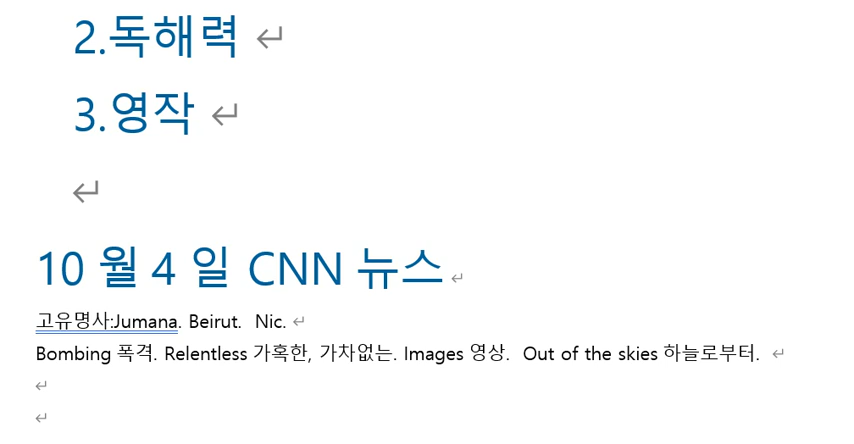 2.독해력
3.영작
10 월 4 일 CNN 뉴스
고유명사:Jumana. Beirut.  Nic.
Bombing 폭격. Relentless 가혹한, 가차없는. Images 영상.  Out of the skies 하늘로부터.